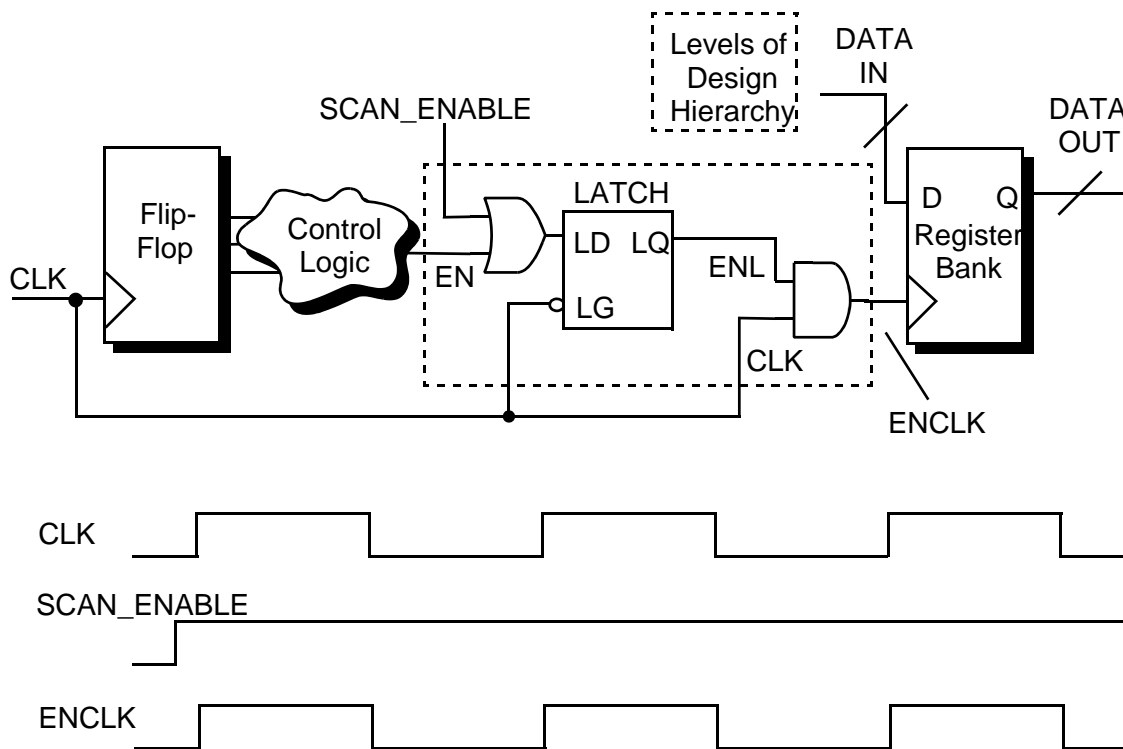 Levels of
Design
Hierarchy
DATA
IN
SCAN_ENABLE
DATA
OUT
LATCH
Flip-
Flop
Control
Logic
LD LQ
D Q
Register
Bank
CLK
EN
ENL
LG
CLK
ENCLK
CLK
SCAN_ENABLE
ENCLK